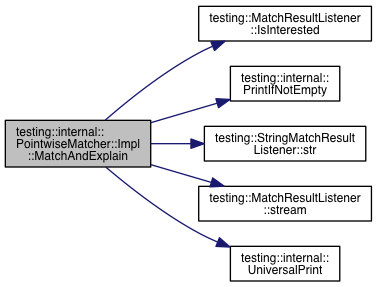 testing::MatchResultListener
::IsInterested
testing::internal::
PrintIfNotEmpty
testing::internal::
PointwiseMatcher::Impl
::MatchAndExplain
testing::StringMatchResult
Listener::str
testing::MatchResultListener
::stream
testing::internal::
UniversalPrint